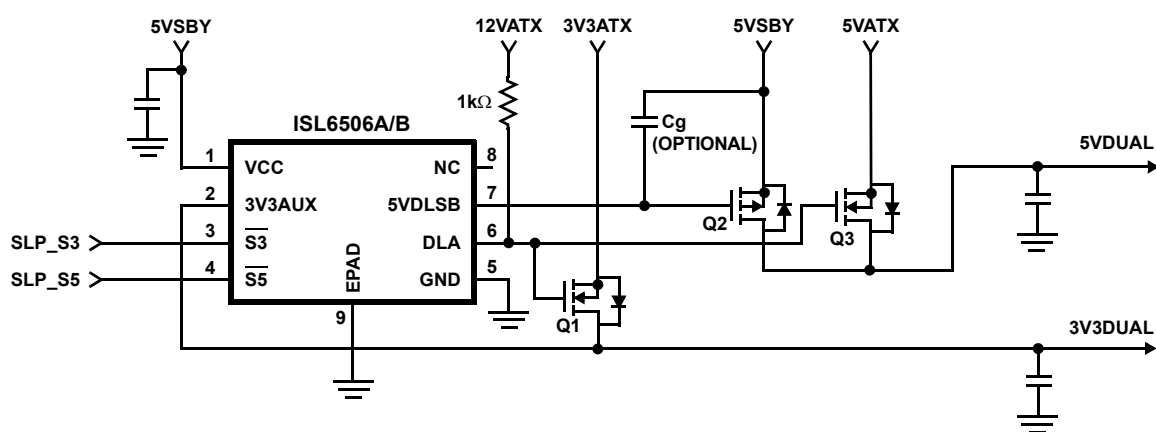 5VSBY
12VATX
3V3ATX
5VSBY
5VATX
1kΩ
ISL6506A/B
Cg
(OPTIONAL)
1
VCC
NC
8
5VDUAL
2
3V3AUX
5VDLSB
7
Q2
Q3
SLP_S3
3
S3
DLA
6
SLP_S5
4
S5
EPAD
GND
5
9
Q1
3V3DUAL